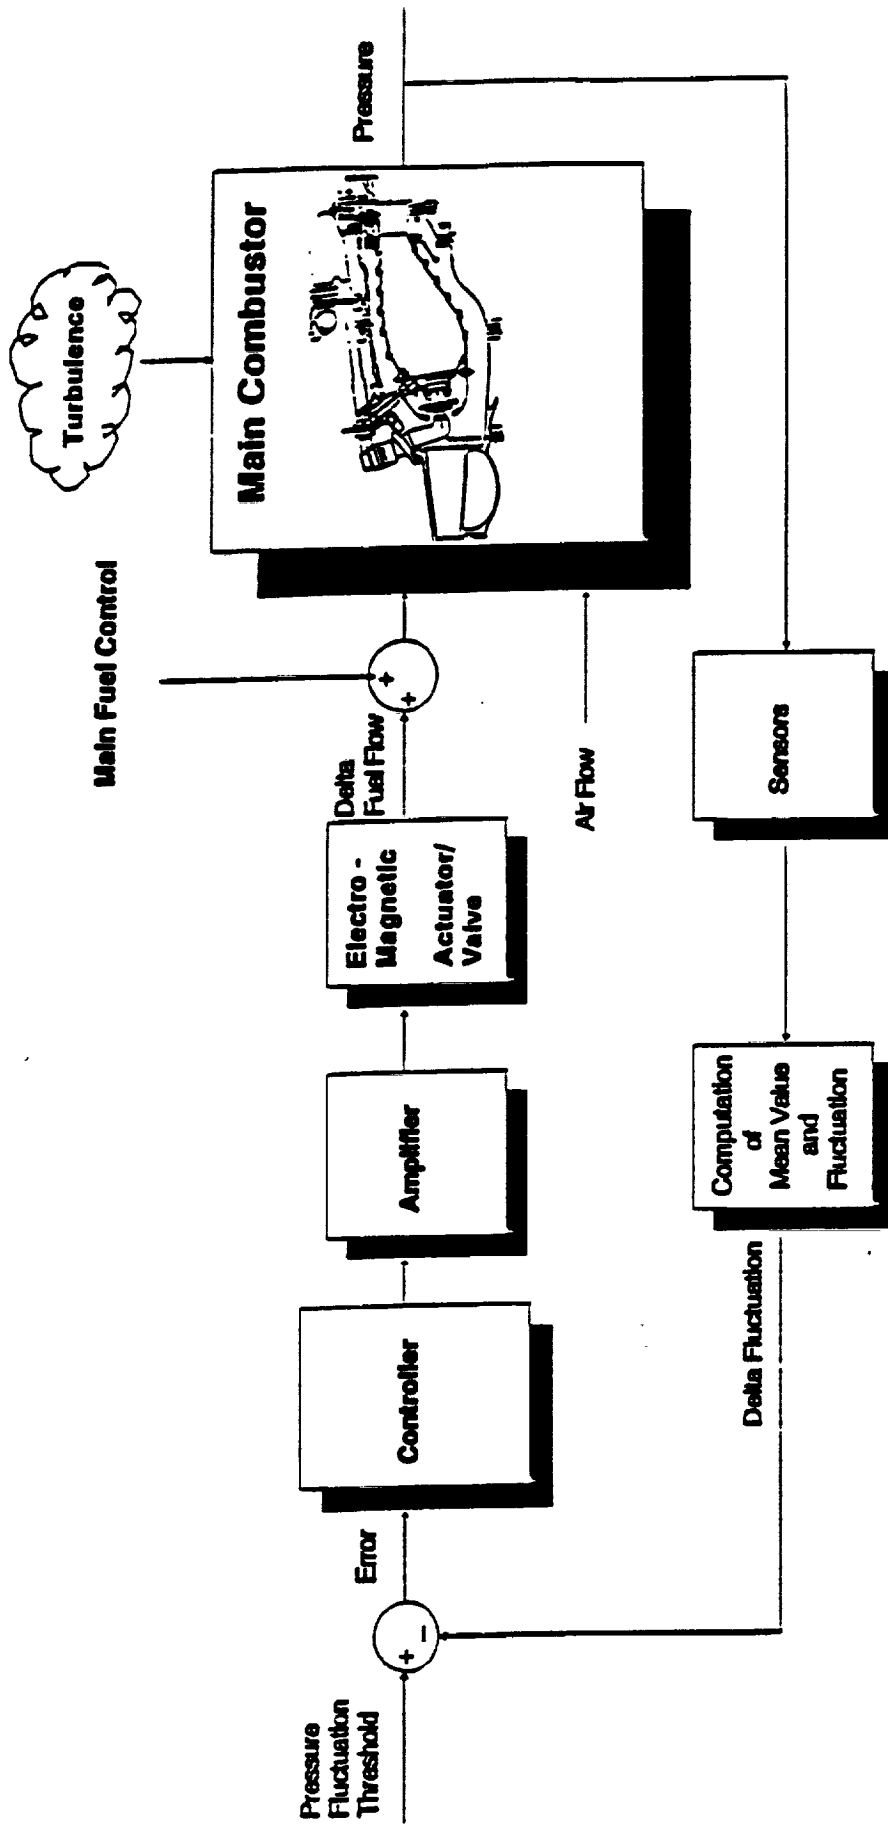 Turbulence
Main Fuel Control
Main Combustor
Pressure
Pressure
Fluctuation
Threshold
+
−
Error
Controller
Amplifier
Electro -
Magnetic
Actuator/
Valve
Delta
Fuel Flow
+
+
Air Flow
Delta Fluctuation
Computation
of
Mean Value
and
Fluctuation
Sensors